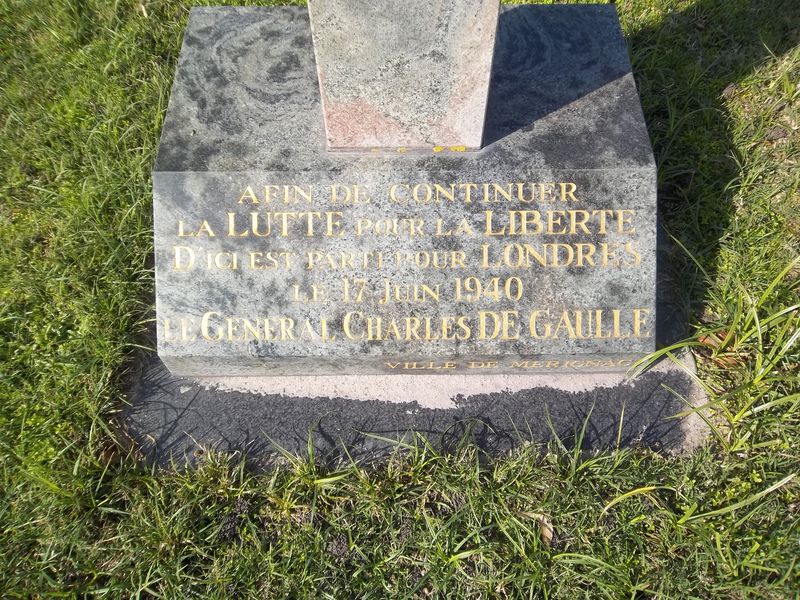 AFIN DE CONTINUER
LA LUTTE POUR LA LIBERTE
D'ICI EST PARTI POUR LONDRES
LE 17 JUIN 1940
LE GENERAL CHARLES DE GAULLE
VILLE DE MERIGNAC